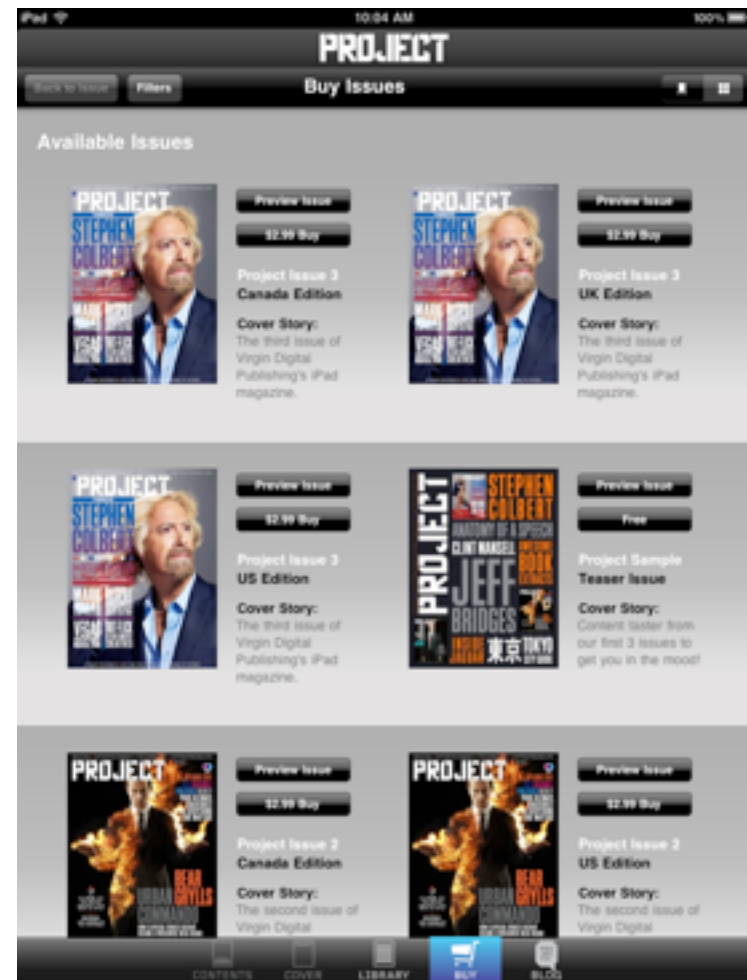 iPad
10:04 AM
100%
PROJECT
Back to Issue
Filters
Buy Issues
Available Issues
PROJECT
STEPHEN
COLBERT
Preview Issue
$2.99 Buy
Project Issue 3
Canada Edition
Cover Story:
The third issue of
Virgin Digital
Publishing's iPad
magazine.
PROJECT
STEPHEN
COLBERT
Preview Issue
$2.99 Buy
Project Issue 3
UK Edition
Cover Story:
The third issue of
Virgin Digital
Publishing's iPad
magazine.
PROJECT
STEPHEN
COLBERT
Preview Issue
$2.99 Buy
Project Issue 3
US Edition
Cover Story:
The third issue of
Virgin Digital
Publishing's iPad
magazine.
PROJECT
STEPHEN
COLBERT
ANATOMY OF A SPEECH
CLINT MANSELL
AWESOME
BOOK
EXTRACTS
JEFF
BRIDGES
INSIDE
JAGUAR
東京
TOKYO
CITY GUIDE
Preview Issue
Free
Project Sample
Teaser Issue
Cover Story:
Content taster from
our first 3 issues to
get you in the mood!
PROJECT
BEAR
GRYLLS
URBAN
COMMANDO
Preview Issue
$2.99 Buy
Project Issue 2
Canada Edition
Cover Story:
The second issue of
Virgin Digital
PROJECT
BEAR
GRYLLS
URBAN
COMMANDO
Preview Issue
$2.99 Buy
Project Issue 2
US Edition
Cover Story:
The second issue of
Virgin Digital
CONTENTS
COVER
LIBRARY
BUY
BLOG